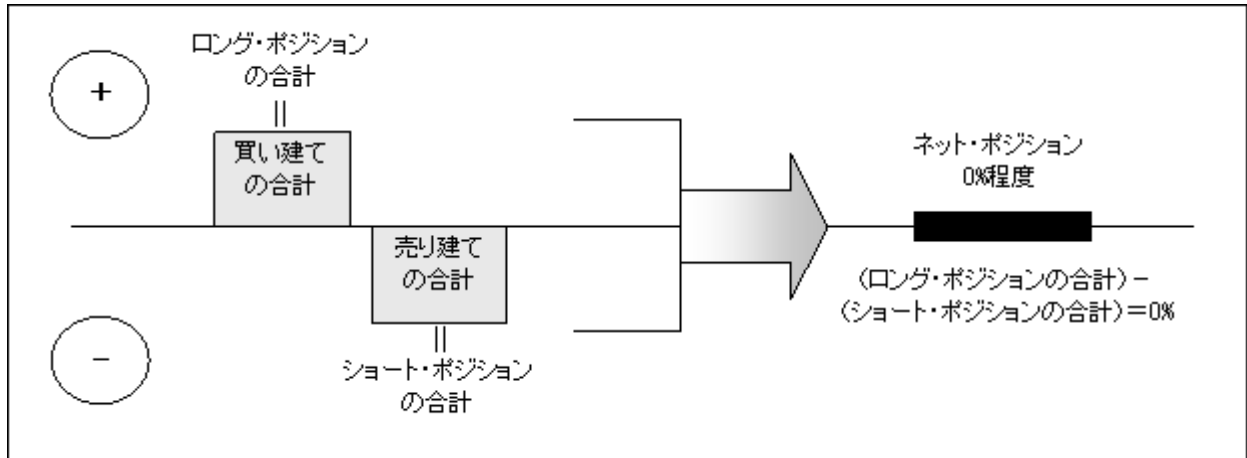 ロング・ポジション
の合計
||
+
買い建て
の合計
ネット・ポジション
0%程度
売り建て
の合計
(ロング・ポジションの合計)-
(ショート・ポジションの合計)=0%
-
||
ショート・ポジション
の合計